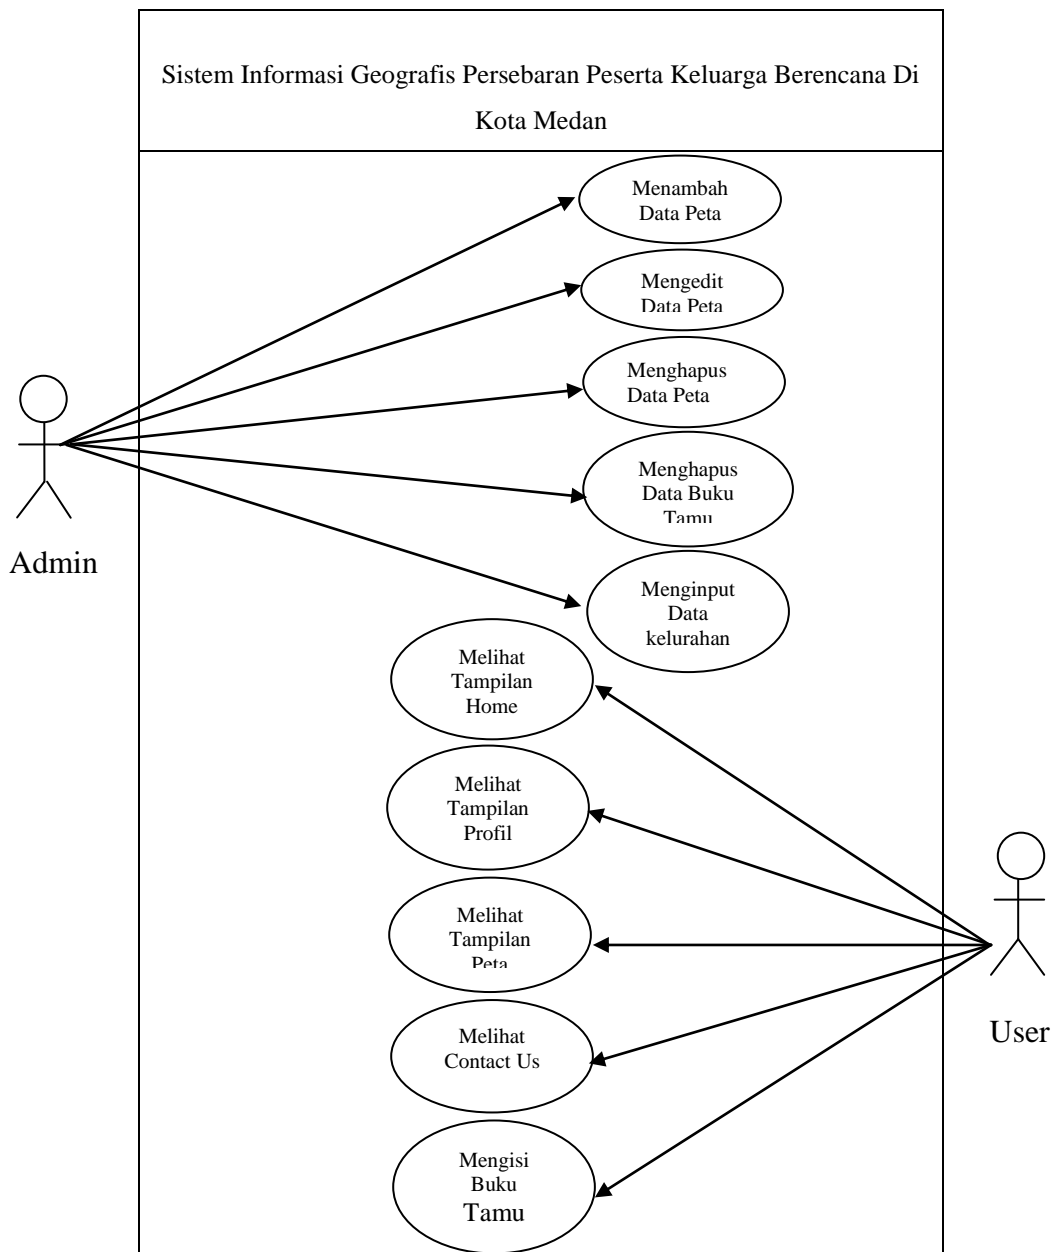 Sistem Informasi Geografis Persebaran Peserta Keluarga Berencana Di
Kota Medan
Menambah
Data Peta
Mengedit
Data Peta
Menghapus
Data Peta
Menghapus
Data Buku
Tamu
Admin
Menginput
Data
kelurahan
Melihat
Tampilan
Home
Melihat
Tampilan
Profil
Melihat
Tampilan
Peta
User
Melihat
Contact Us
Mengisi
Buku
Tamu